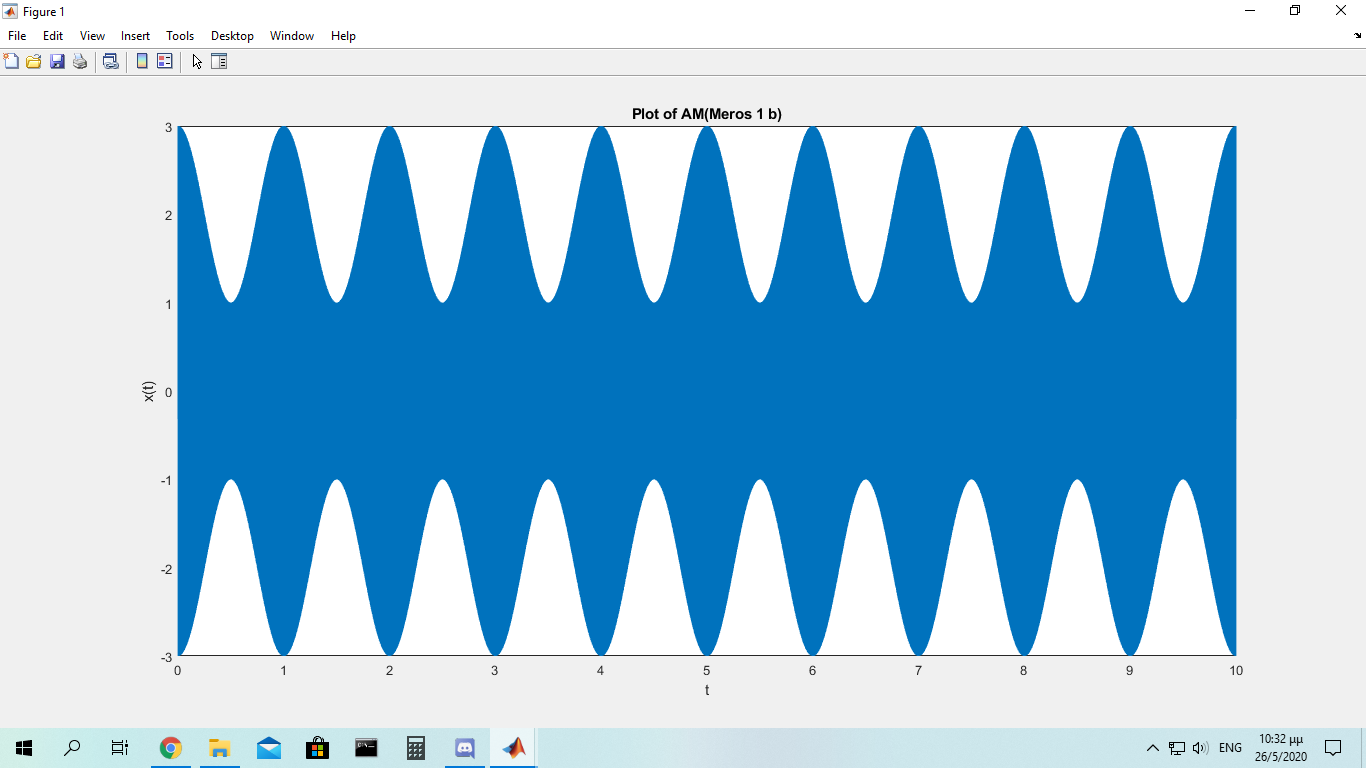 Figure 1
File Edit View Insert Tools Desktop Window Help
Plot of AM(Meros 1 b)
3
2
1
0
-1
-2
-3
x(t)
0 1 2 3 4 5 6 7 8 9 10
t
ENG
10:32 μμ
26/5/2020